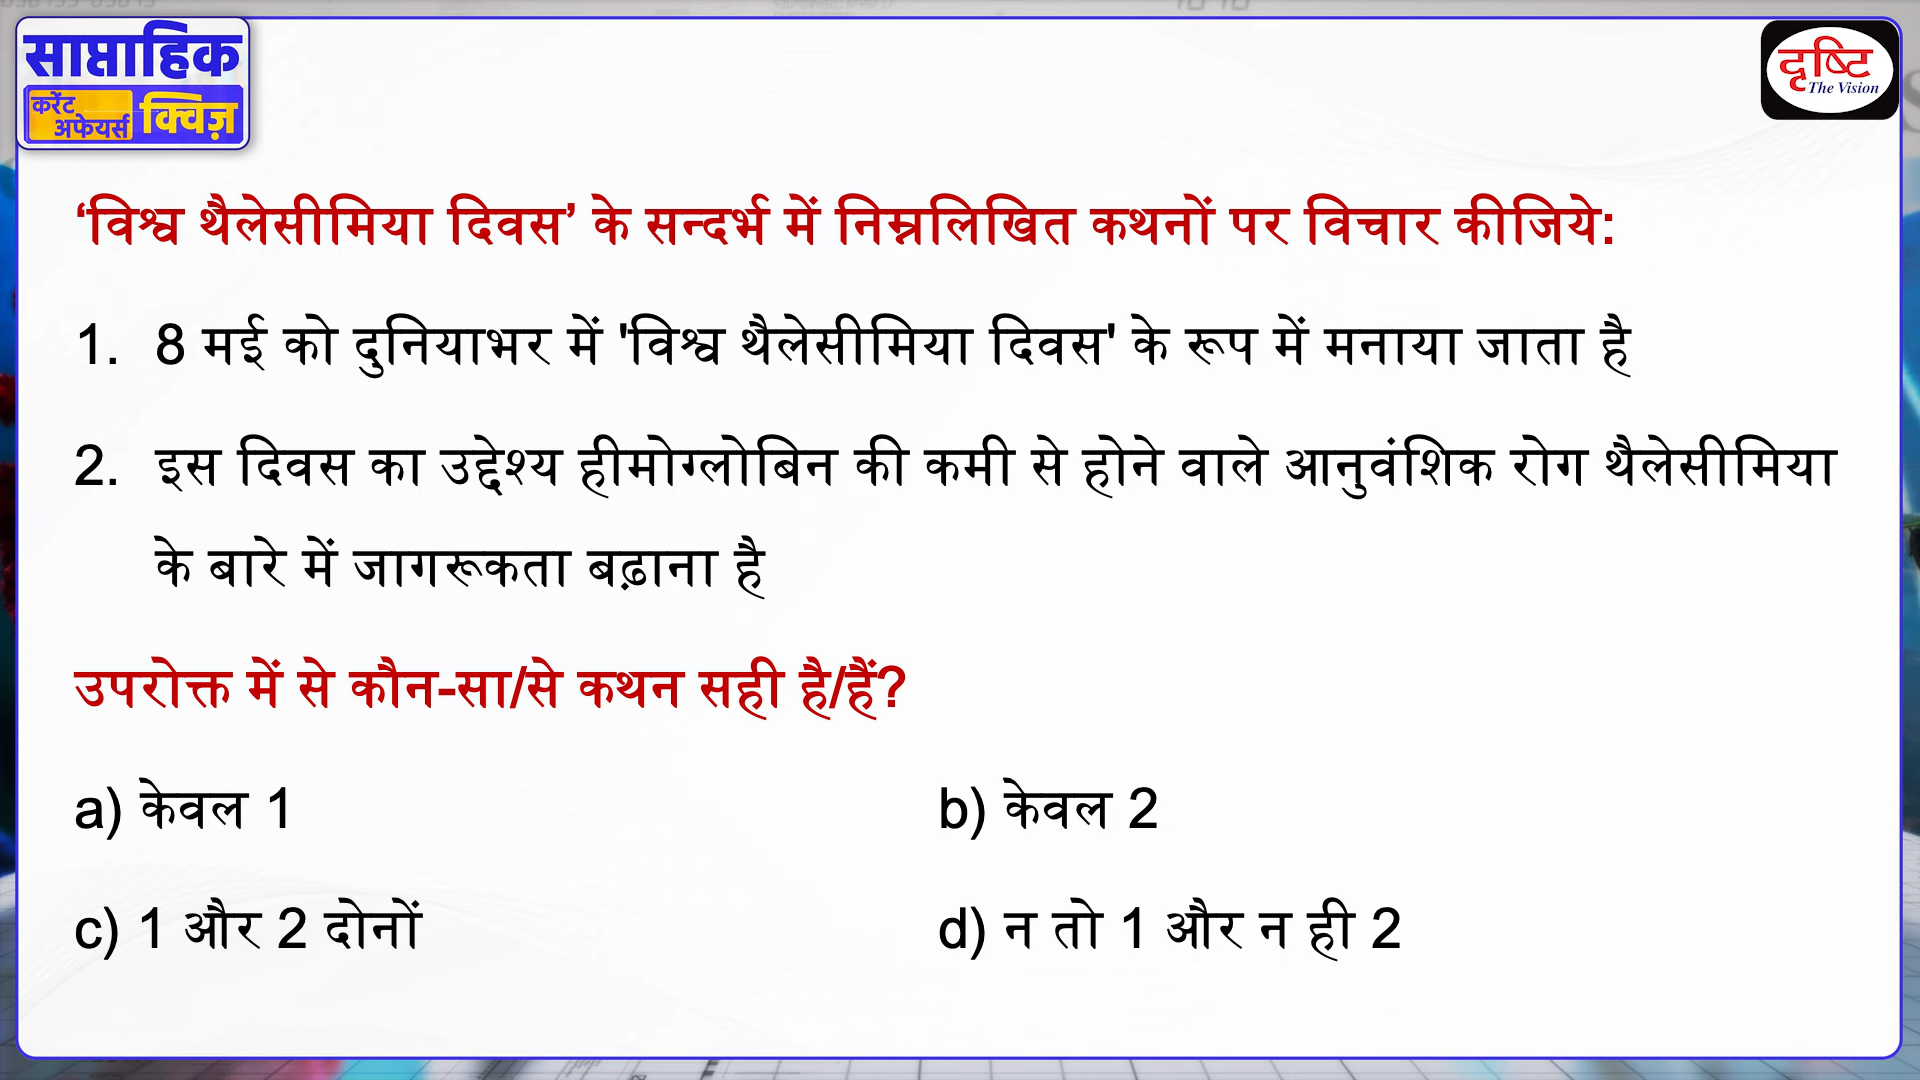 साप्ताहिक
करेंट
अफेयर्स
क्विज़
दृष्टि
The Vision
‘विश्व थैलेसीमिया दिवस’ के सन्दर्भ में निम्नलिखित कथनों पर विचार कीजिये:
1. 8 मई को दुनियाभर में 'विश्व थैलेसीमिया दिवस' के रूप में मनाया जाता है
2. इस दिवस का उद्देश्य हीमोग्लोबिन की कमी से होने वाले आनुवंशिक रोग थैलेसीमिया
के बारे में जागरूकता बढ़ाना है
उपरोक्त में से कौन-सा/से कथन सही है/हैं?
a) केवल 1
b) केवल 2
c) 1 और 2 दोनों
d) न तो 1 और न ही 2